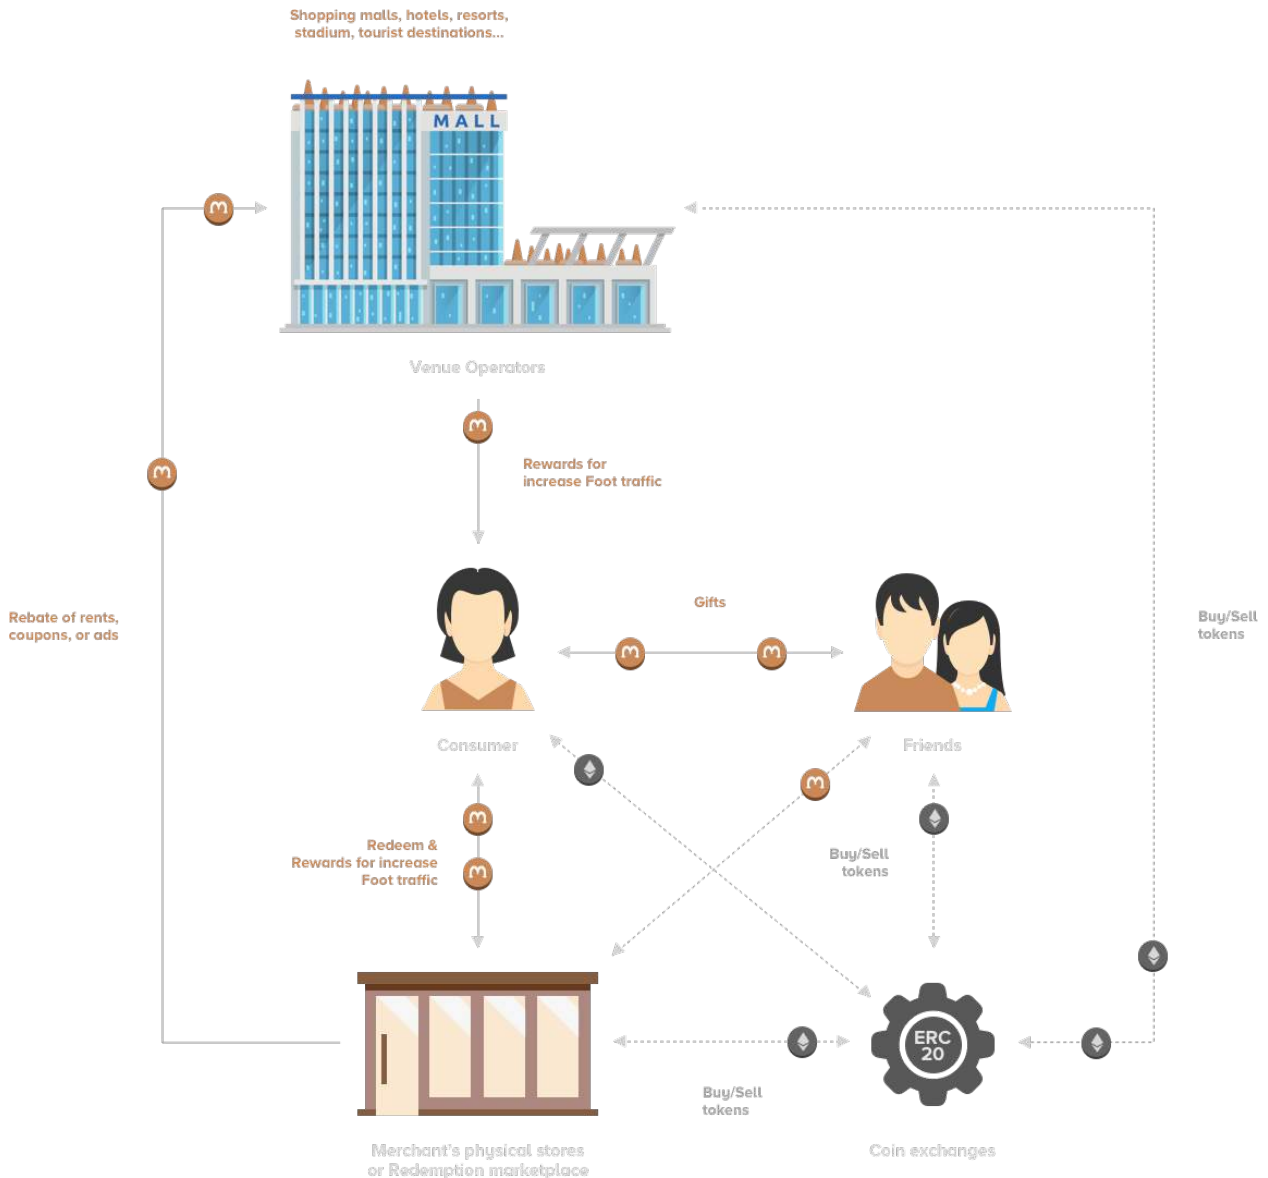 Shopping malls, hotels, resorts,
stadium, tourist destinations...
MALL
Venue Operators
Rewards for
increase Foot traffic
Rebate of rents,
coupons, or ads
Gifts
Buy/Sell
tokens
Consumer
Friends
Redeem &
Rewards for increase
Foot traffic
Buy/Sell
tokens
ERC
20
Buy/Sell
tokens
Merchant's physical stores
or Redemption marketplace
Coin exchanges